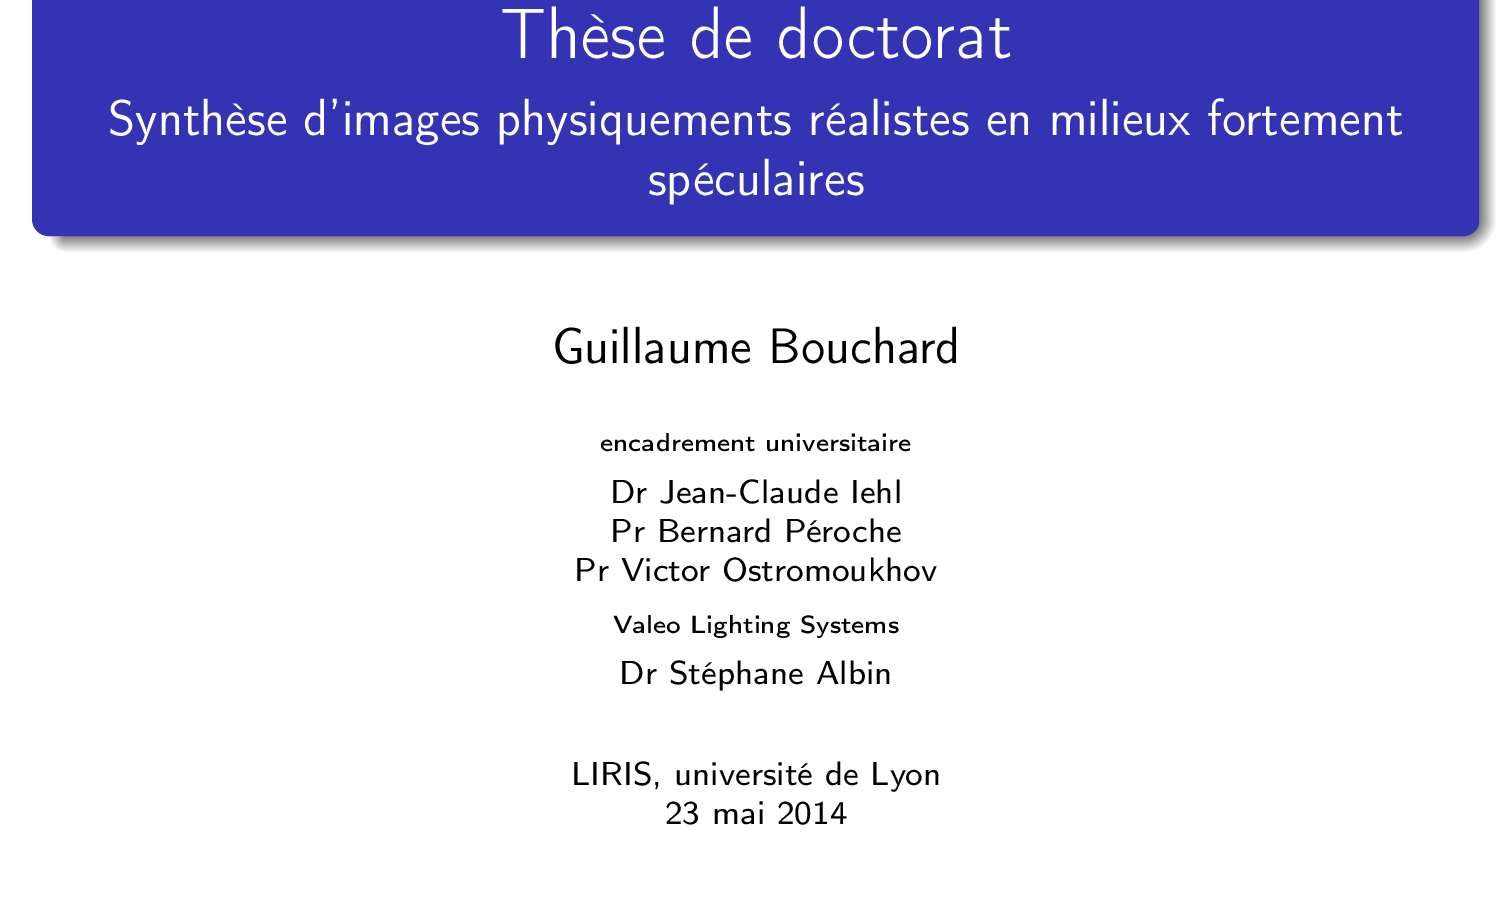 Thèse de doctorat
Synthèse d'images physiquements réalistes en milieux fortement
spéculaires
Guillaume Bouchard
encadrement universitaire
Dr Jean-Claude Iehl
Pr Bernard Péroche
Pr Victor Ostromoukhov
Valeo Lighting Systems
Dr Stéphane Albin
LIRIS, université de Lyon
23 mai 2014